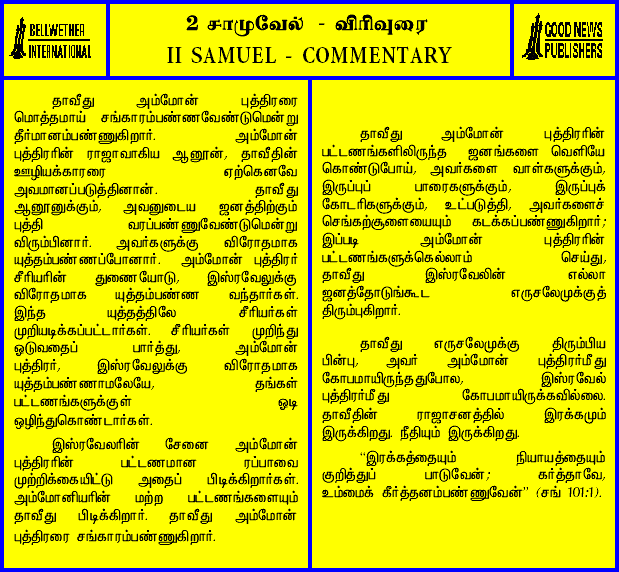 BELLWETHER
INTERNATIONAL
2 சாமுவேல் - விரிவுரை
II SAMUEL - COMMENTARY
GOOD NEWS
PUBLISHERS
தாவீது அம்மோன் புத்திரரை
மொத்தமாய் சங்காரம்பண்ணவேண்டுமென்று
தீர்மானம்பண்ணுகிறார். அம்மோன்
புத்திரரின் ராஜாவாகிய ஆனூன், தாவீதின்
ஊழியக்காரரை ஏற்கெனவே
அவமானப்படுத்தினான். தாவீது
ஆனூனுக்கும், அவனுடைய ஜனத்திற்கும்
புத்தி வரப்பண்ணுவேண்டுமென்று
விரும்பினார். அவர்களுக்கு விரோதமாக
யுத்தம்பண்ணப்போனார். அம்மோன் புத்திரர்
சீரியரின் துணையோடு, இஸ்ரவேலுக்கு
விரோதமாக யுத்தம்பண்ண வந்தார்கள்.
இந்த யுத்தத்திலே சீரியர்கள்
முறியடிக்கப்பட்டார்கள். சீரியர்கள் முறிந்து
ஓடுவதைப் பார்த்து, அம்மோன்
புத்திரர், இஸ்ரவேலுக்கு விரோதமாக
யுத்தம்பண்ணாமலேயே, தங்கள்
பட்டணங்களுக்குள் ஓடி
ஒழிந்துகொண்டார்கள்.
இஸ்ரவேலரின் சேனை அம்மோன்
புத்திரரின் பட்டணமான ரப்பாவை
முற்றிக்கையிட்டு அதைப் பிடிக்கிறார்கள்.
அம்மோனியரின் மற்ற பட்டணங்களையும்
தாவீது பிடிக்கிறார். தாவீது அம்மோன்
புத்திரரை சங்காரம்பண்ணுகிறார்.
தாவீது அம்மோன் புத்திரரின்
பட்டணங்களிலிருந்த ஜனங்களை வெளியே
கொண்டுபோய், அவர்களை வாள்களுக்கும்,
இருப்புப் பாரைகளுக்கும், இருப்புக்
கோடரிகளுக்கும், உட்படுத்தி, அவர்களைச்
செங்கற்சூளையையும் கடக்கப்பண்ணுகிறார்;
இப்படி அம்மோன் புத்திரரின்
பட்டணங்களுக்கெல்லாம் செய்து,
தாவீது இஸ்ரவேலின் எல்லா
ஜனத்தோடுங்கூட எருசலேமுக்குத்
திரும்புகிறார்.
தாவீது எருசலேமுக்கு திரும்பிய
பின்பு, அவர் அம்மோன் புத்திரர்மீது
கோபமாயிருந்ததுபோல, இஸ்ரவேல்
புத்திரர்மீது கோபமாயிருக்கவில்லை.
தாவீதின் ராஜாசனத்தில் இரக்கமும்
இருக்கிறது. நீதியும் இருக்கிறது.
“இரக்கத்தையும் நியாயத்தையும்
குறித்துப் பாடுவேன்; கர்த்தாவே,
உம்மைக் கீர்த்தனம்பண்ணுவேன்” (சங் 101:1).